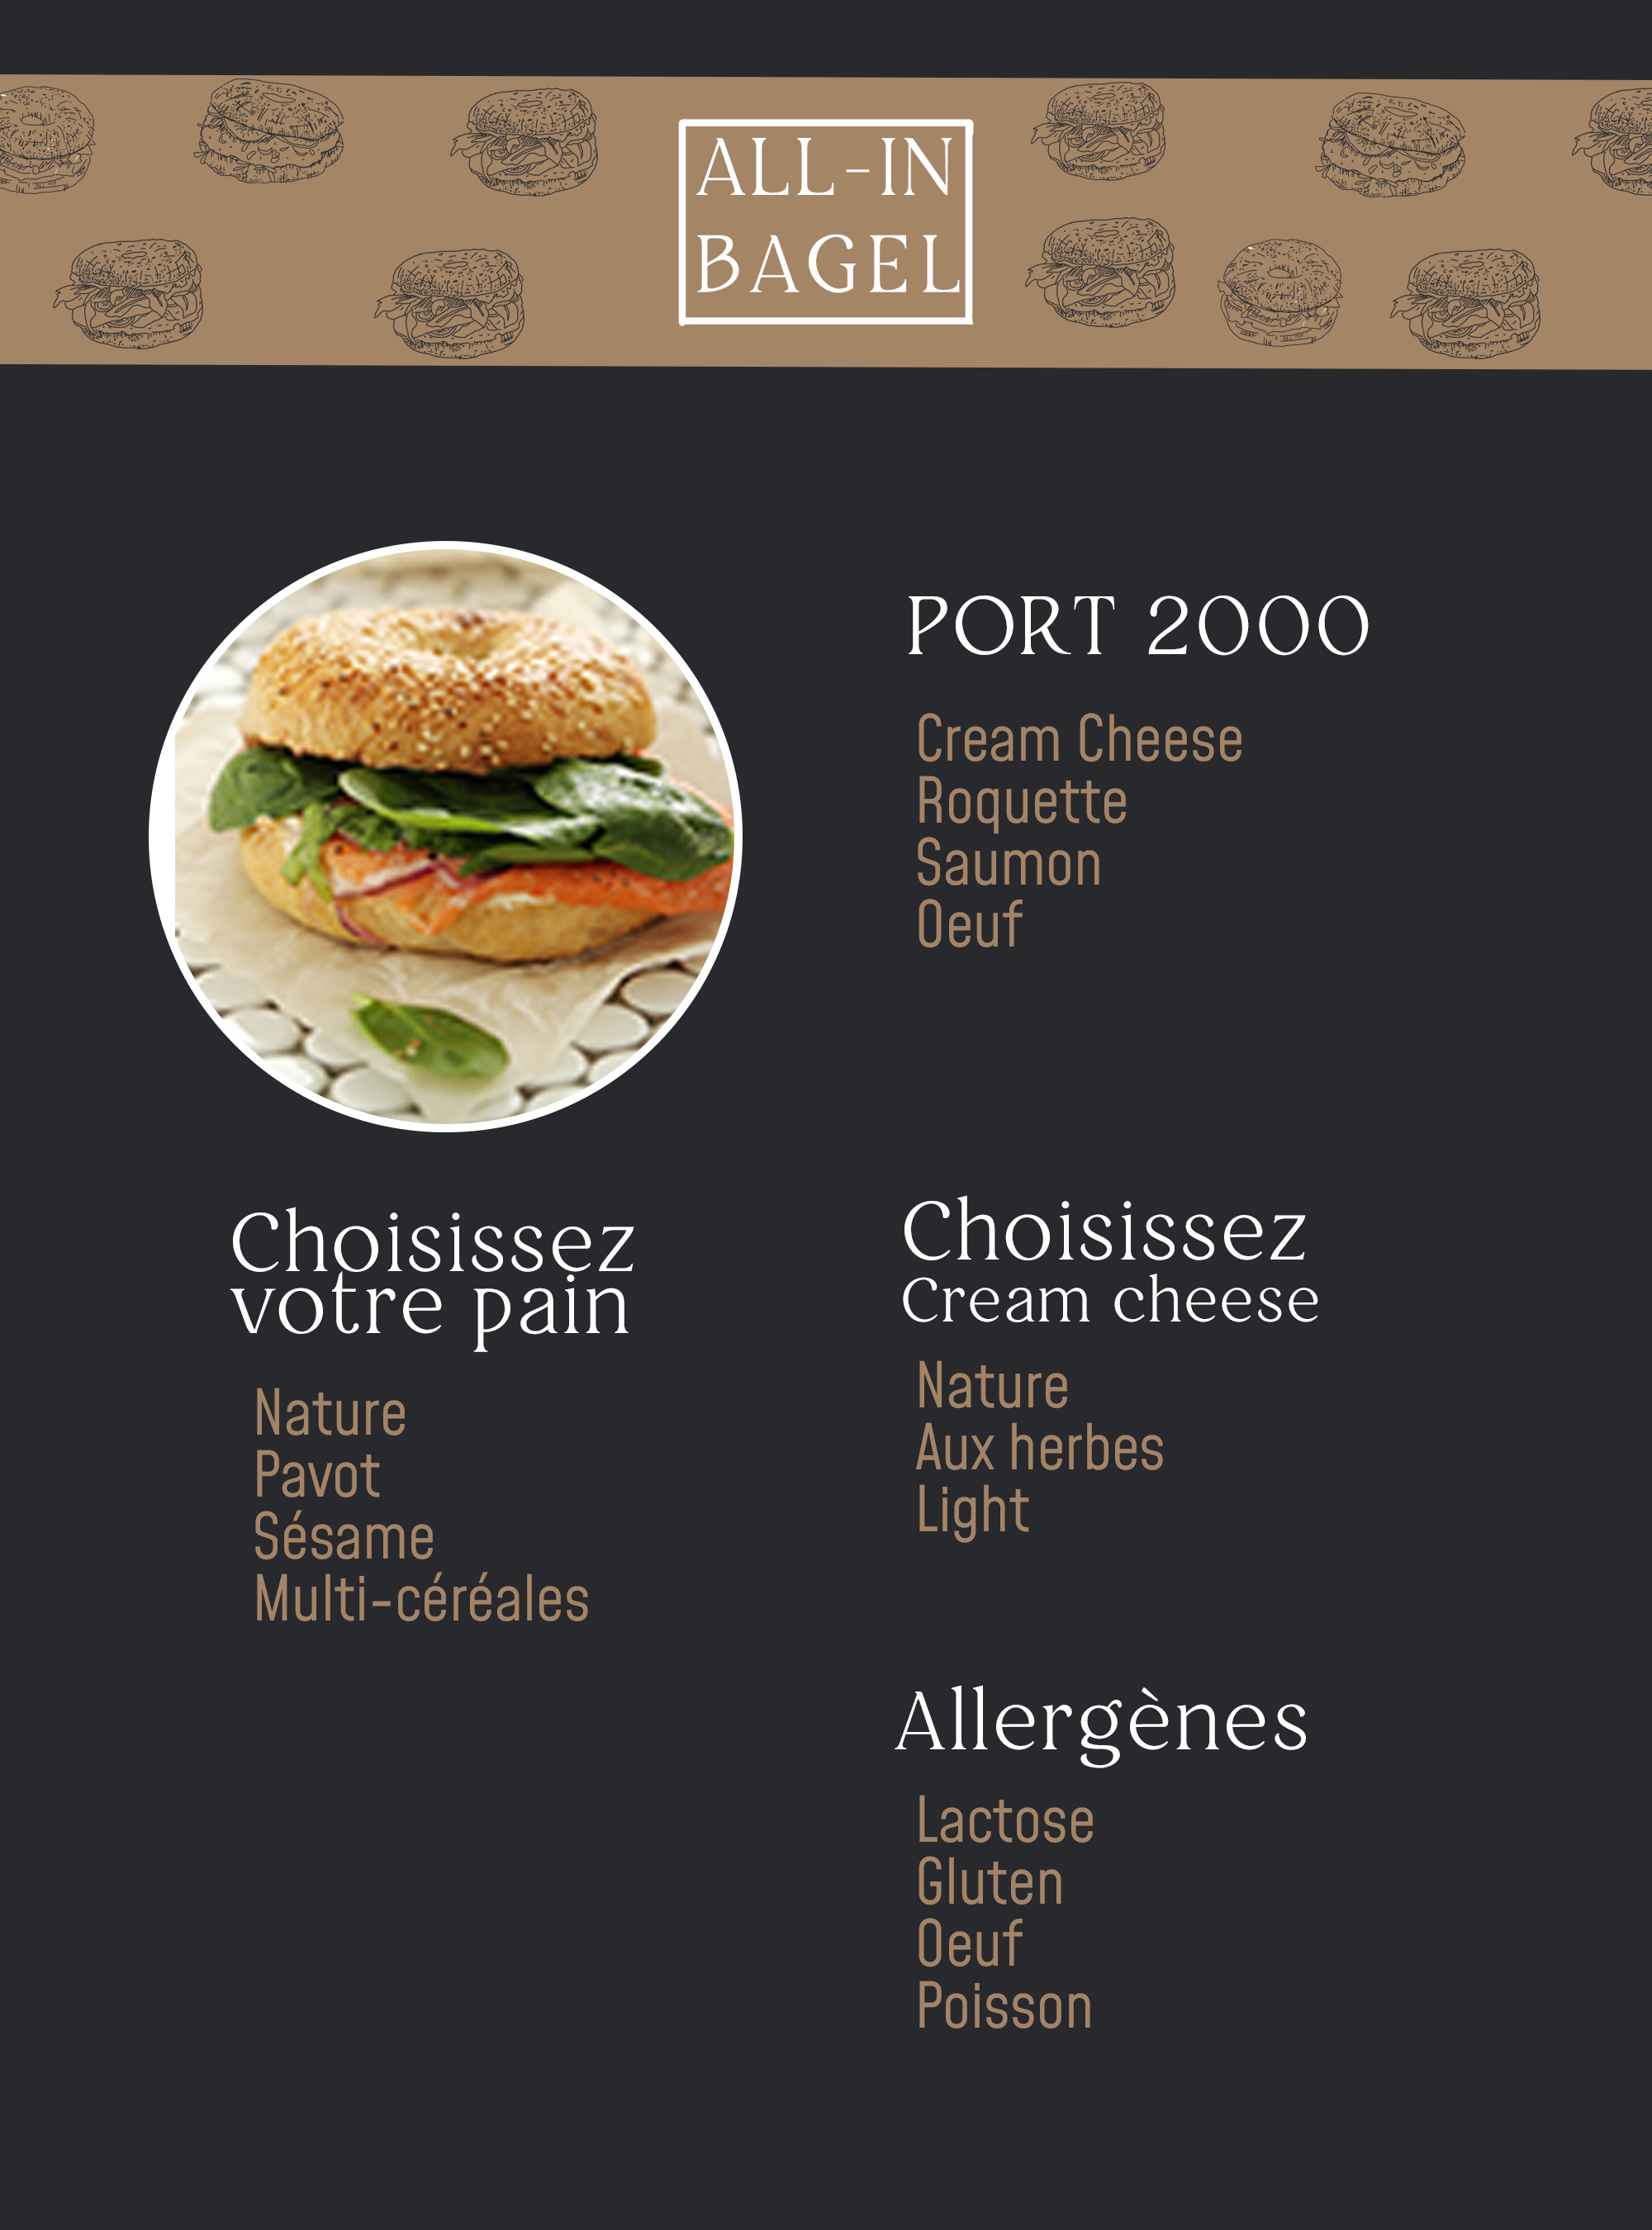 ALL-IN
BAGEL
PORT 2000
Cream Cheese
Roquette
Saumon
Oeuf
Choisissez
votre pain
Nature
Pavot
Sésame
Multi-céréales
Choisissez
Cream cheese
Nature
Aux herbes
Light
Allergènes
Lactose
Gluten
Oeuf
Poisson